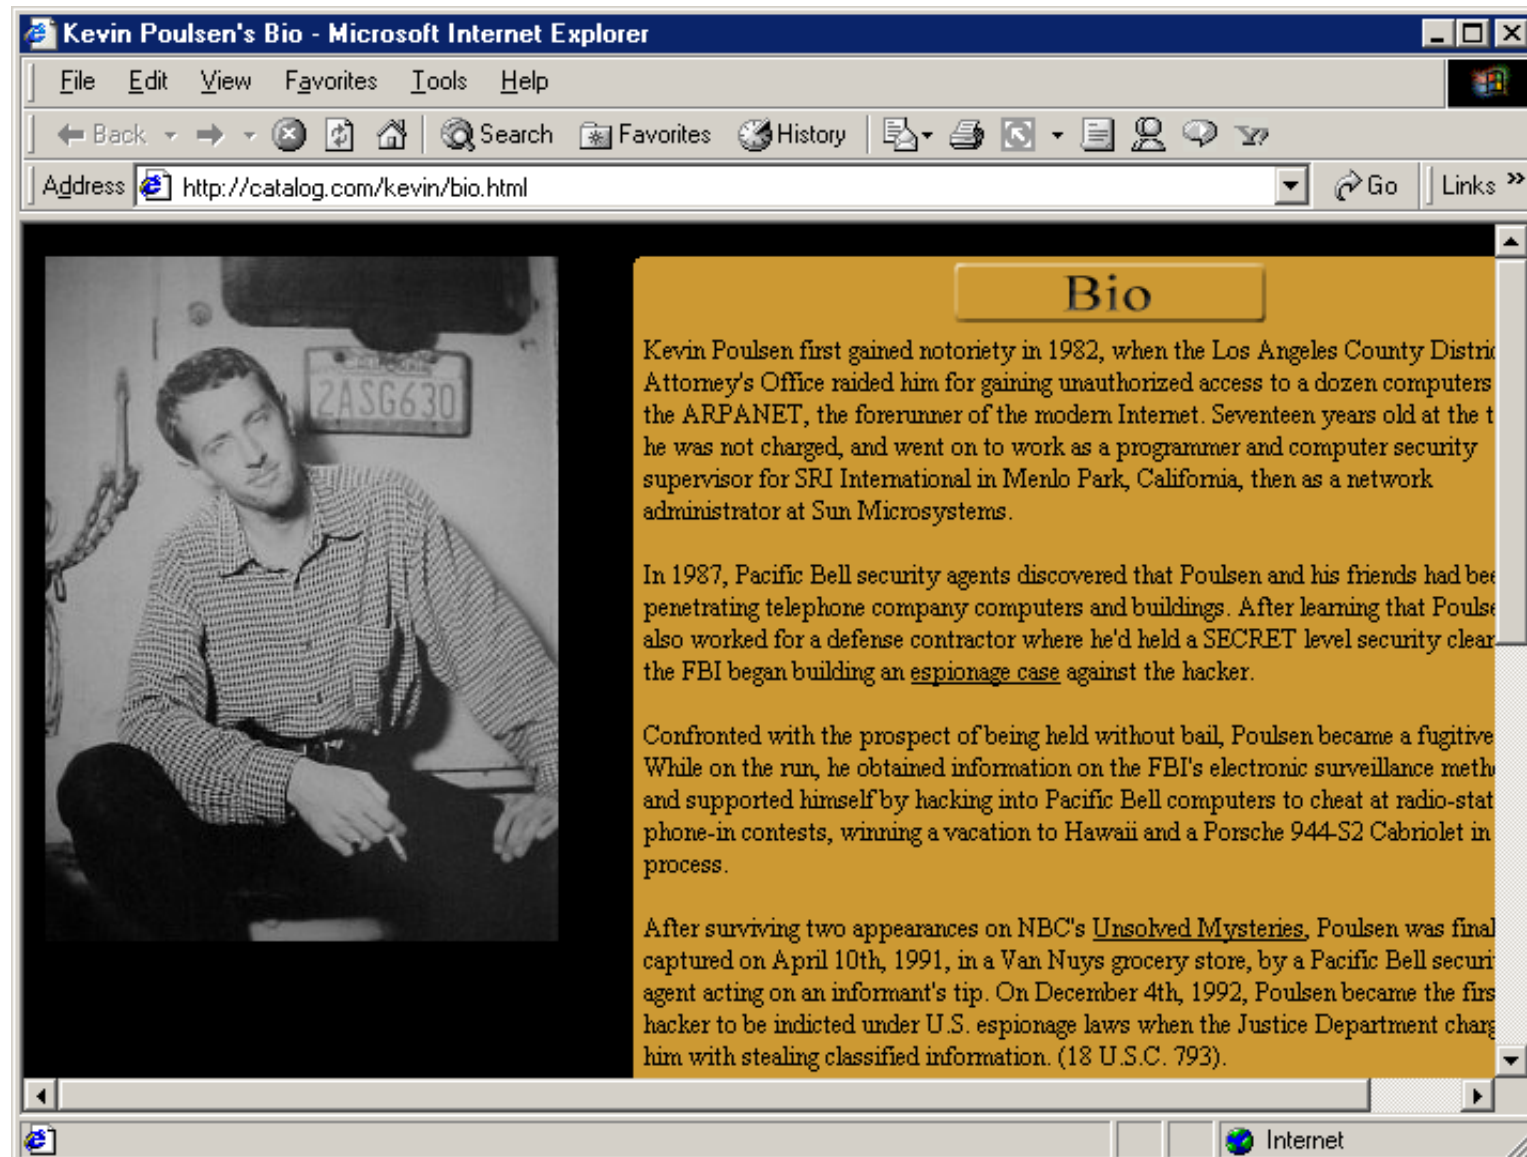 Kevin Poulsen's Bio - Microsoft Internet Explorer
File Edit View Favorites Tools Help
Back Search Favorites History
Address http://catalog.com/kevin/bio.html Go Links »
CALIFORNIA
2ASG630
Bio
Kevin Poulsen first gained notoriety in 1982, when the Los Angeles County Distric
Attorney's Office raided him for gaining unauthorized access to a dozen computers
the ARPANET, the forerunner of the modern Internet. Seventeen years old at the t
he was not charged, and went on to work as a programmer and computer security
supervisor for SRI International in Menlo Park, California, then as a network
administrator at Sun Microsystems.
In 1987, Pacific Bell security agents discovered that Poulsen and his friends had bee
penetrating telephone company computers and buildings. After learning that Poulse
also worked for a defense contractor where he'd held a SECRET level security clear
the FBI began building an espionage case against the hacker.
Confronted with the prospect of being held without bail, Poulsen became a fugitive
While on the run, he obtained information on the FBI's electronic surveillance meth
and supported himself by hacking into Pacific Bell computers to cheat at radio-stat
phone-in contests, winning a vacation to Hawaii and a Porsche 944-S2 Cabriolet in
process.
After surviving two appearances on NBC's Unsolved Mysteries, Poulsen was final
captured on April 10th, 1991, in a Van Nuys grocery store, by a Pacific Bell securi
agent acting on an informant's tip. On December 4th, 1992, Poulsen became the firs
hacker to be indicted under U.S. espionage laws when the Justice Department charg
him with stealing classified information. (18 U.S.C. 793).
Internet